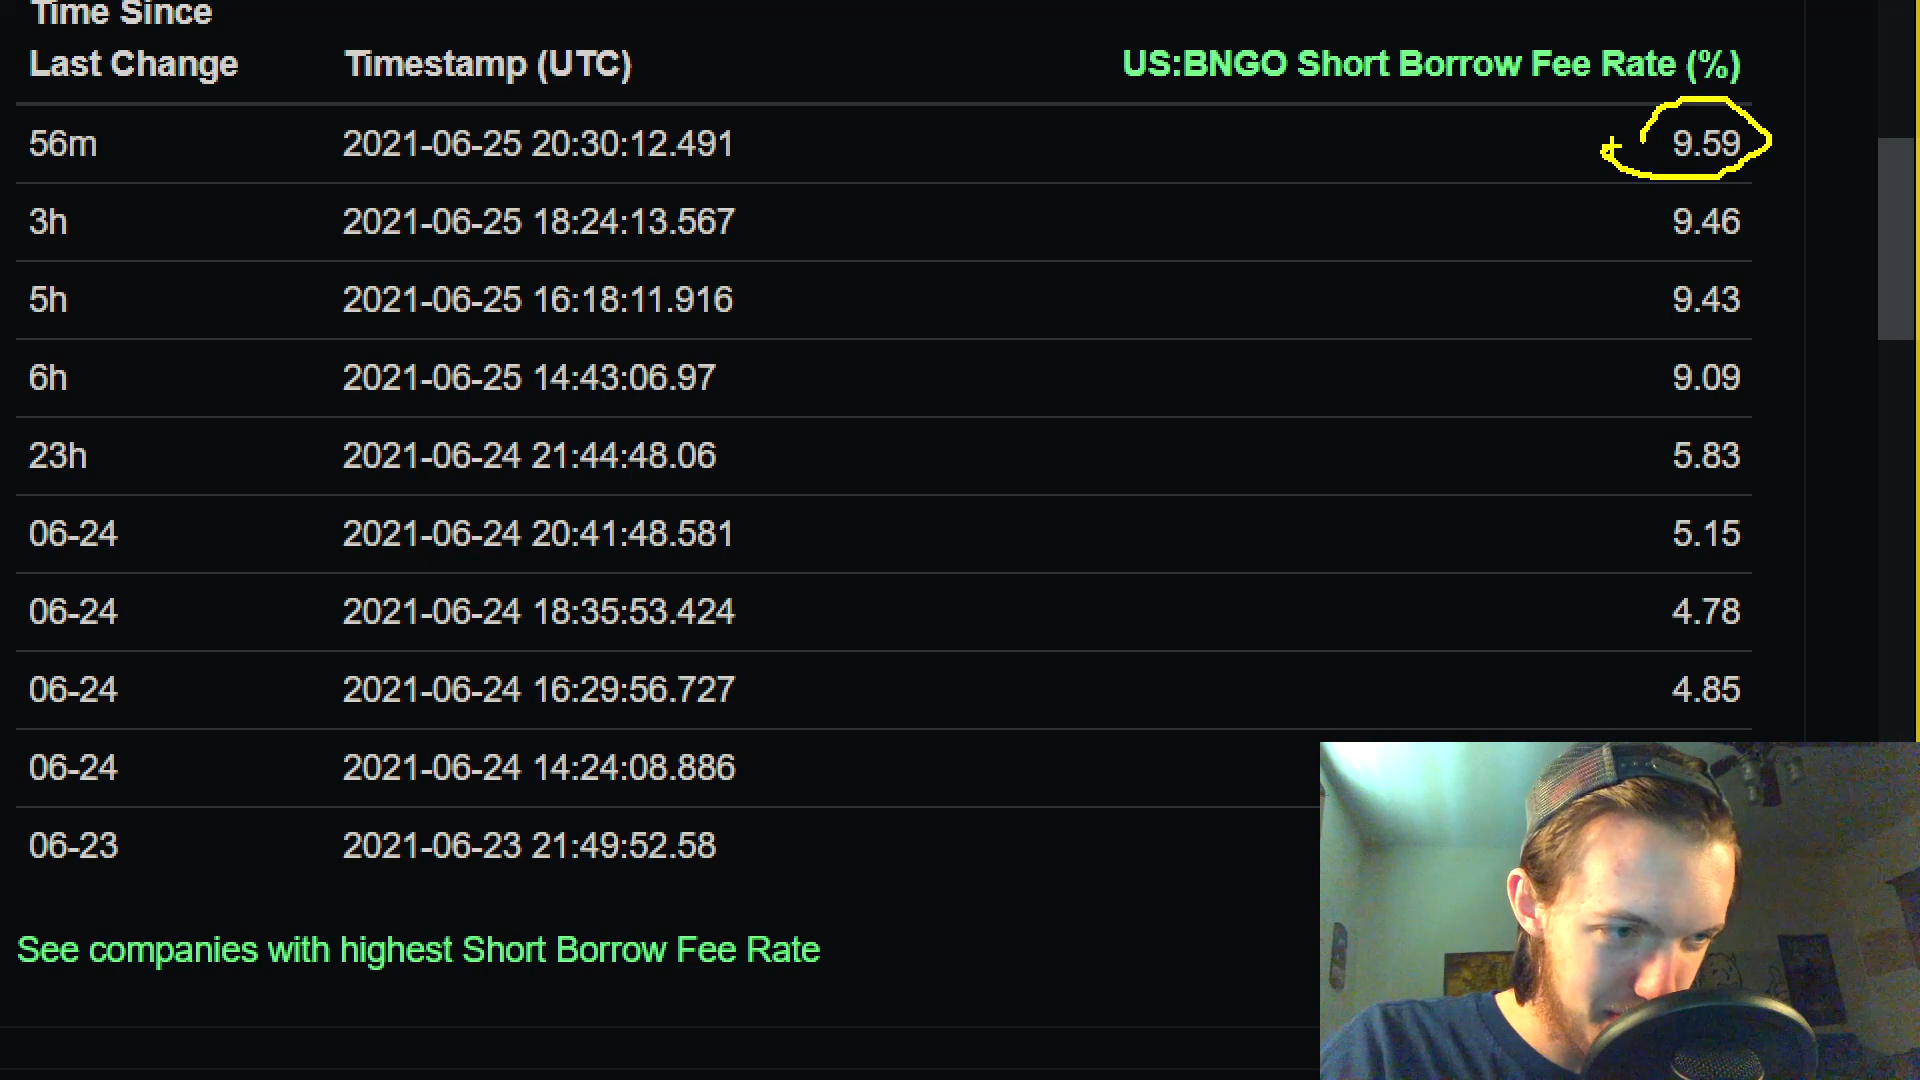 Time Since
Last Change Timestamp (UTC) US:BNGO Short Borrow Fee Rate (%)
56m 2021-06-25 20:30:12.491 9.59
3h 2021-06-25 18:24:13.567 9.46
5h 2021-06-25 16:18:11.916 9.43
6h 2021-06-25 14:43:06.97 9.09
23h 2021-06-24 21:44:48.06 5.83
06-24 2021-06-24 20:41:48.581 5.15
06-24 2021-06-24 18:35:53.424 4.78
06-24 2021-06-24 16:29:56.727 4.85
06-24 2021-06-24 14:24:08.886
06-23 2021-06-23 21:49:52.58
See companies with highest Short Borrow Fee Rate